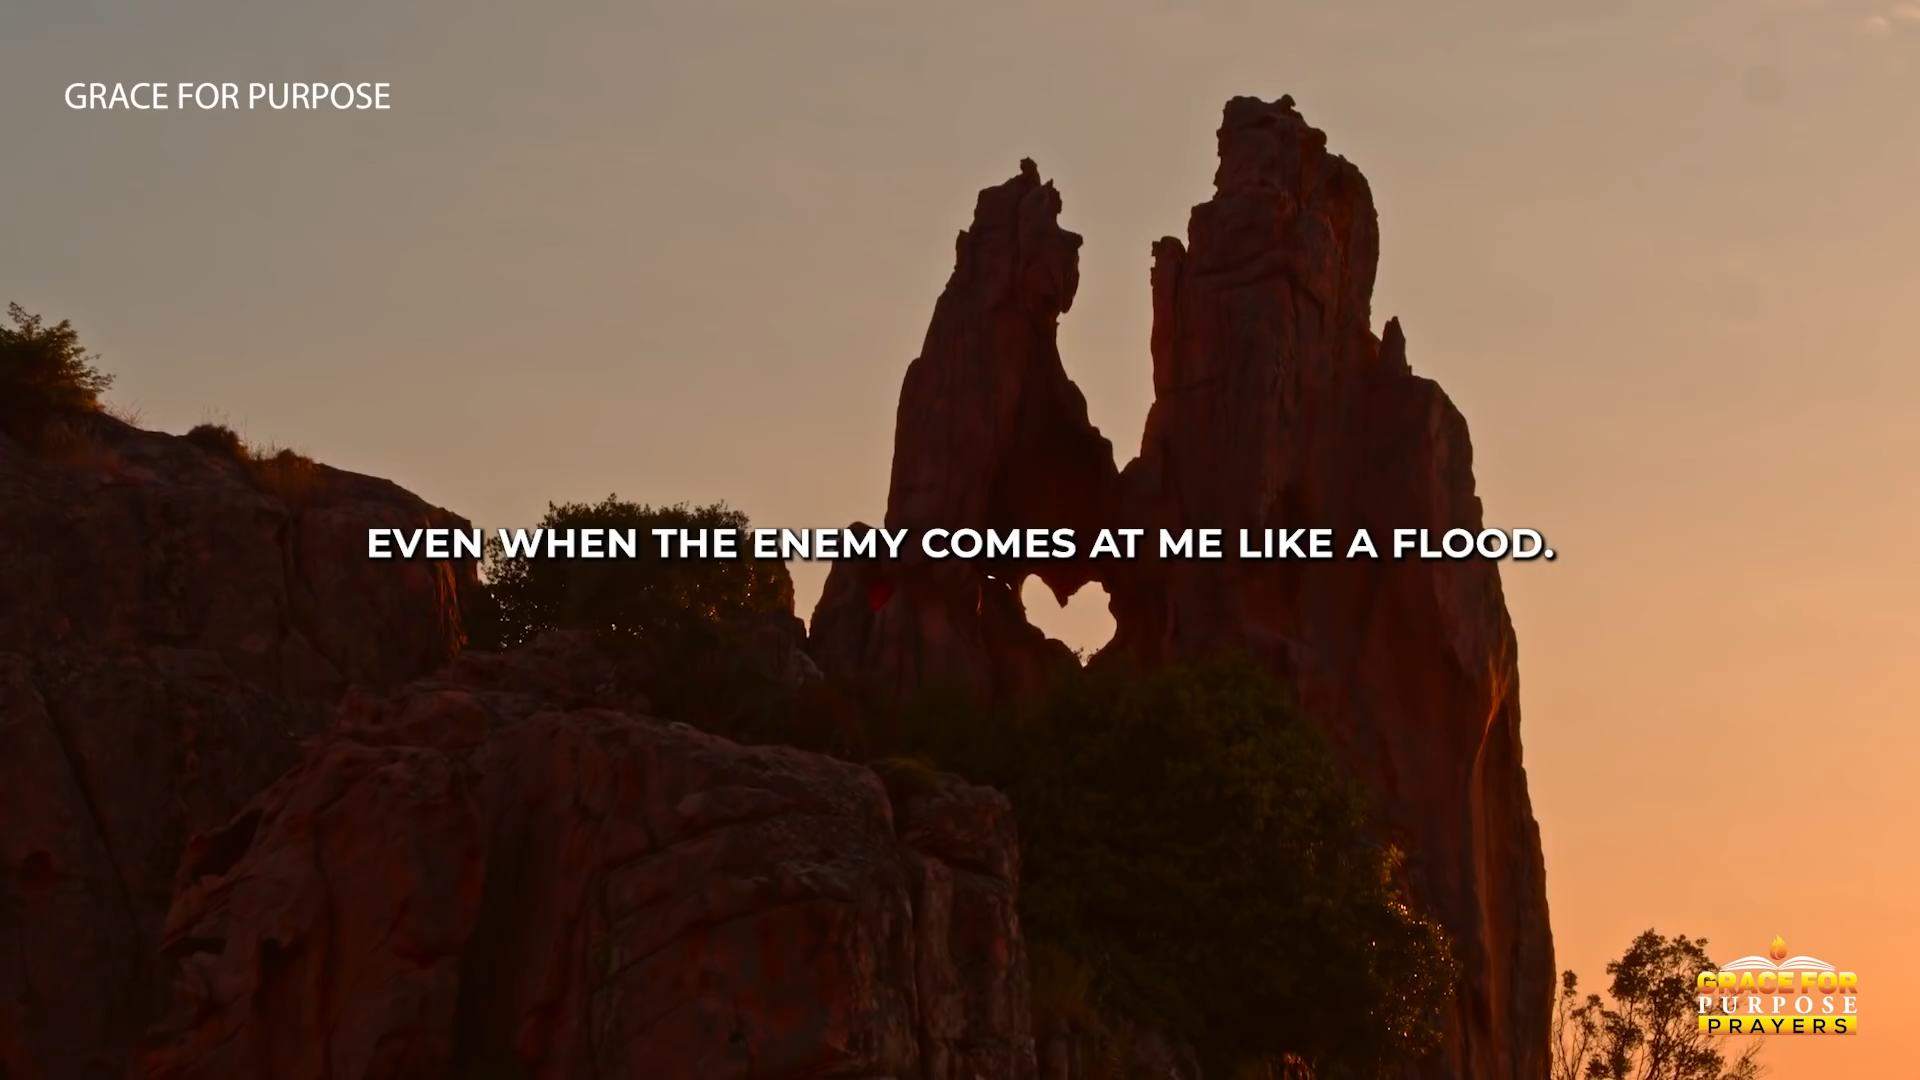 GRACE FOR PURPOSE
EVEN WHEN THE ENEMY COMES AT ME LIKE A FLOOD.
GRACE FOR
PURPOSE
PRAYERS